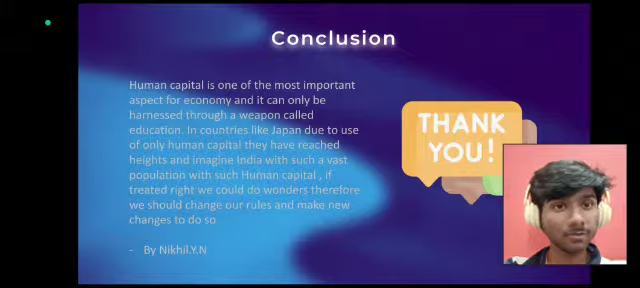 Conclusion
Human capital is one of the most important
aspect for economy and it can only be
harnessed through a weapon called
education. In countries like Japan due to use
of only human capital they have reached
heights and imagine India with such a vast
population with such Human capital , if
treated right we could do wonders therefore
we should change our rules and make new
changes to do so
- By Nikhil.Y.N
THANK
YOU!